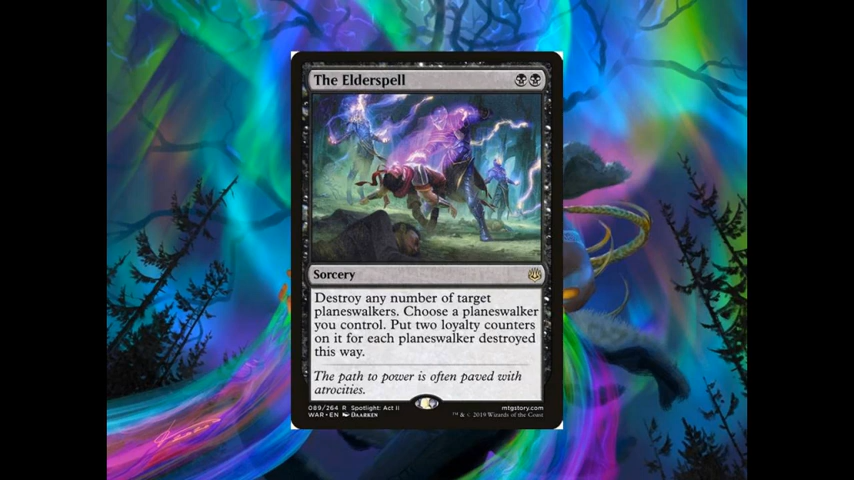 The Elderspell
Sorcery
Destroy any number of target
planeswalkers. Choose a planeswalker
you control. Put two loyalty counters
on it for each planeswalker destroyed
this way.
The path to power is often paved with
atrocities.
089/264 R Spotlight: Act II
mtgstory.com
WAR • EN DAARKEN
™ & © 2019 Wizards of the Coast